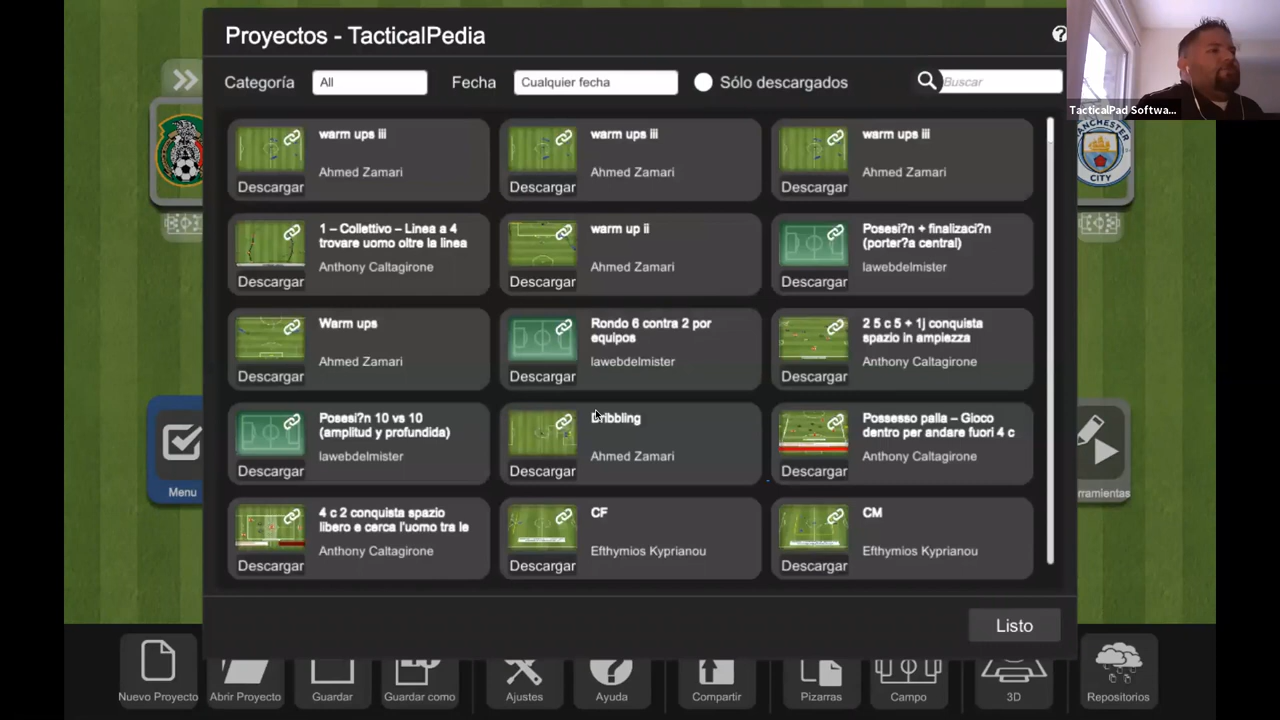 Proyectos - TacticalPedia
?
Categoría
All
Fecha
Cualquier fecha
Sólo descargados
Buscar
TacticalPad Softwa...
warm ups iii
Ahmed Zamari
Descargar
warm ups iii
Ahmed Zamari
Descargar
warm ups iii
Ahmed Zamari
Descargar
MANCHESTER
CITY
1 – Collettivo – Linea a 4
trovare uomo oltre la linea
Anthony Caltagirone
Descargar
warm up ii
Ahmed Zamari
Descargar
Posesi?n + finalizaci?n
(porter?a central)
lawebdelmister
Descargar
Warm ups
Ahmed Zamari
Descargar
Rondo 6 contra 2 por
equipos
lawebdelmister
Descargar
2 5 c 5 + 1j conquista
spazio in ampiezza
Anthony Caltagirone
Descargar
Posesi?n 10 vs 10
(amplitud y profundida)
lawebdelmister
Descargar
Dribbling
Ahmed Zamari
Descargar
Possesso palla – Gioco
dentro per andare fuori 4 c
Anthony Caltagirone
Descargar
Menu
rramientas
4 c 2 conquista spazio
libero e cerca l'uomo tra le
Anthony Caltagirone
Descargar
CF
Efthymios Kyprianou
Descargar
CM
Efthymios Kyprianou
Descargar
Listo
Nuevo Proyecto
Abrir Proyecto
Guardar
Guardar como
Ajustes
Ayuda
Compartir
Pizarras
Campo
3D
Repositorios